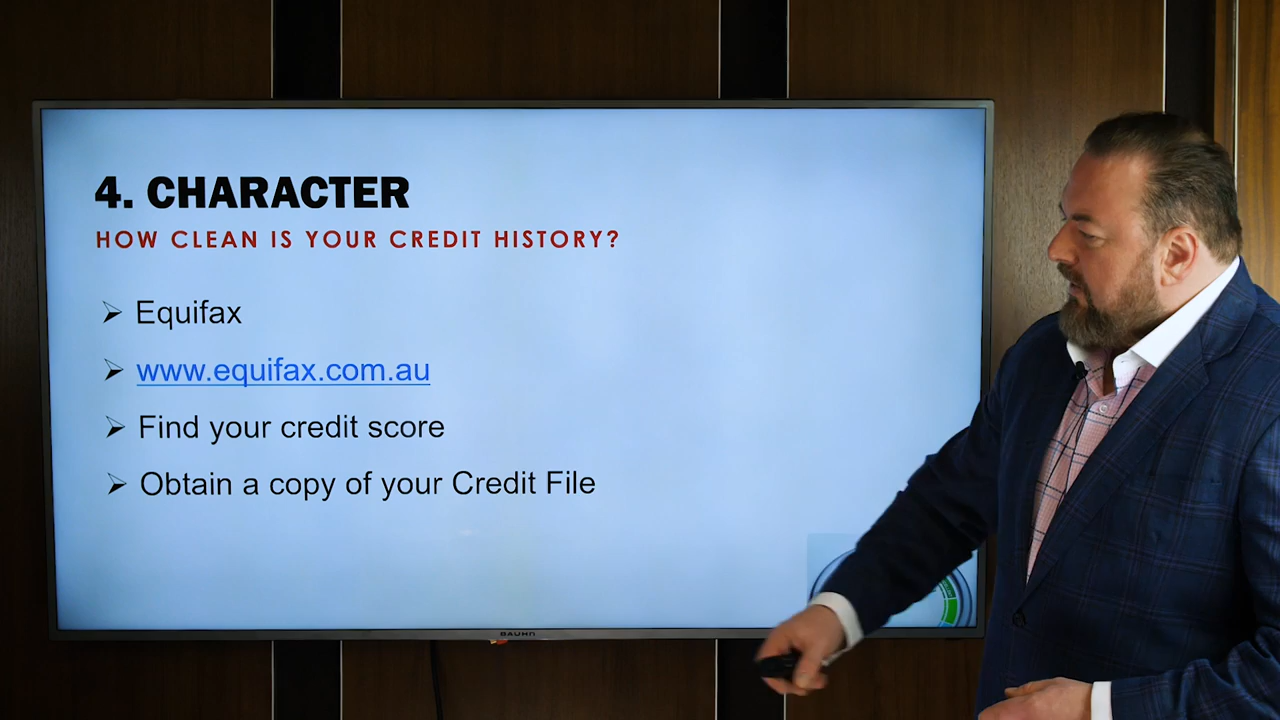 4. CHARACTER
HOW CLEAN IS YOUR CREDIT HISTORY?
Equifax
www.equifax.com.au
Find your credit score
Obtain a copy of your Credit File
BAUHN